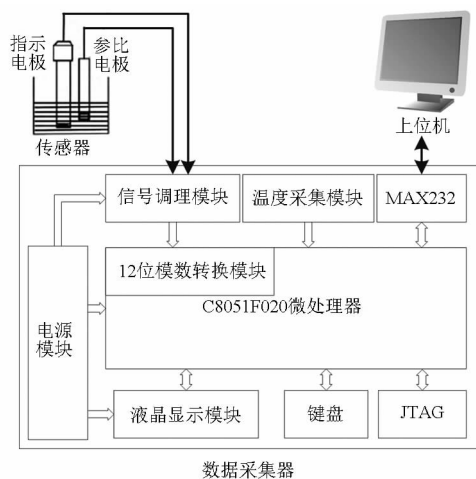 指示
电极
参比
电极
传感器
上位机
信号调理模块
温度采集模块
MAX232
12位模数转换模块
C8051F020微处理器
电源
模块
液晶显示模块
键盘
JTAG
数据采集器